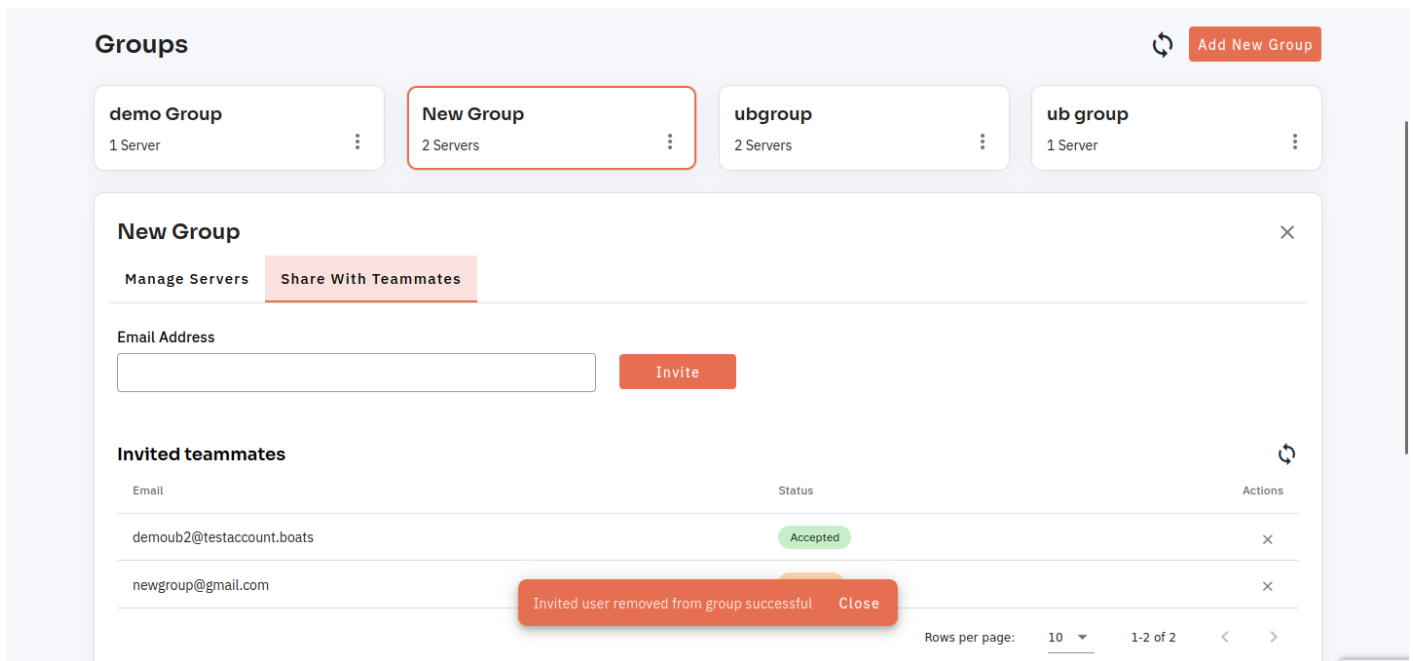 Groups
Add New Group
demo Group
1 Server
New Group
2 Servers
ubgroup
2 Servers
ub group
1 Server
New Group
Manage Servers Share With Teammates
Email Address
Invite
Invited teammates
Email Status Actions
demoub2@testaccount.boats Accepted
newgroup@gmail.com
Invited user removed from group successful Close
Rows per page: 10 1-2 of 2